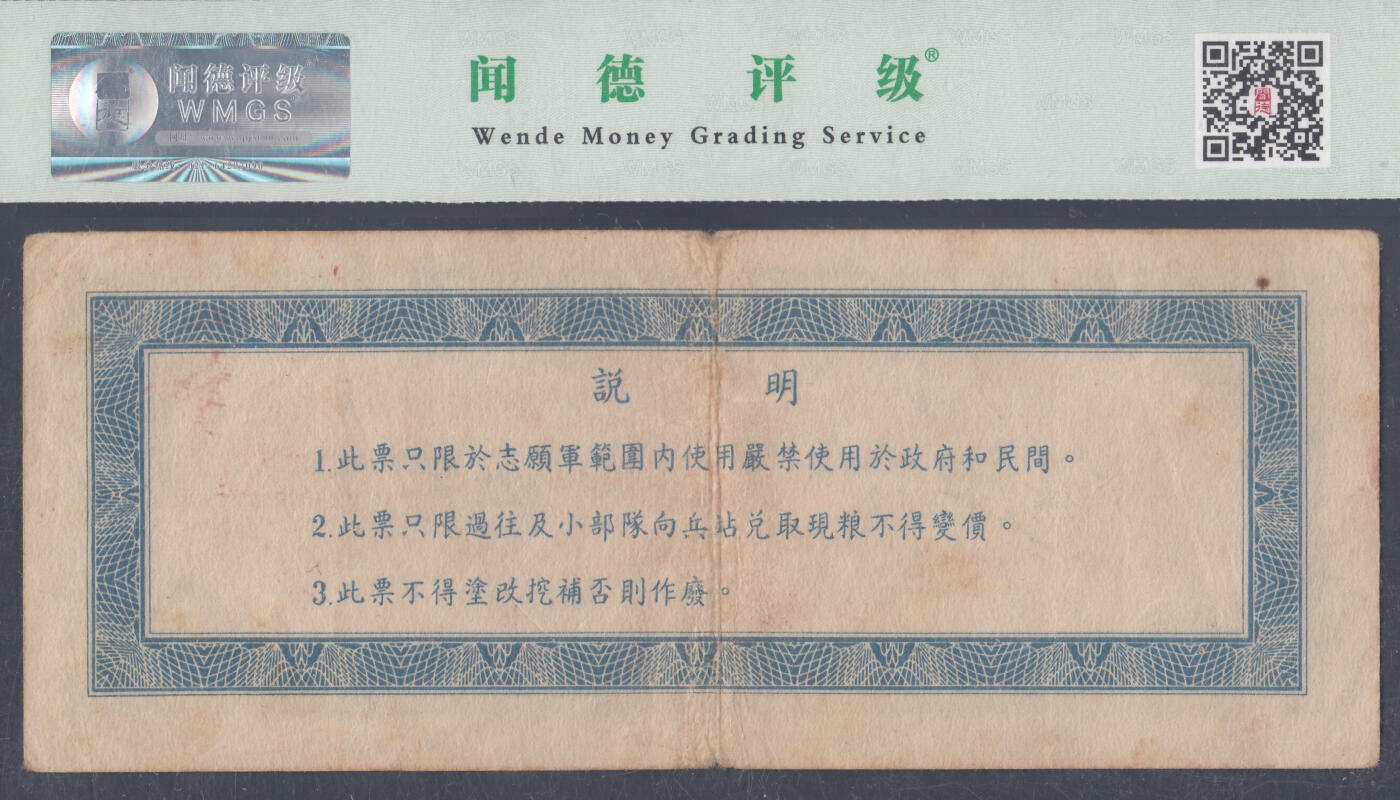 闻德评级
WMGS
闻德评级®
Wende Money Grading Service
説明
1.此票只限於志願軍範圍内使用嚴禁使用於政府和民間。
2.此票只限過往及小部隊向兵站兑取現粮不得變價。
3.此票不得塗改挖補否則作廢。